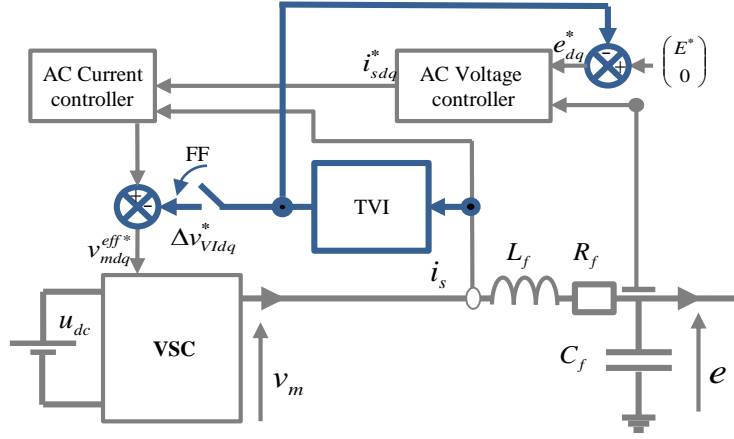 AC Current
controller
i*sdq
AC Voltage
controller
e*dq
−
+
(E*
0)
FF
+
−
TVI
Δv*VIdq
v^eff*_mdq
i_s
L_f
R_f
u_dc
VSC
v_m
C_f
e